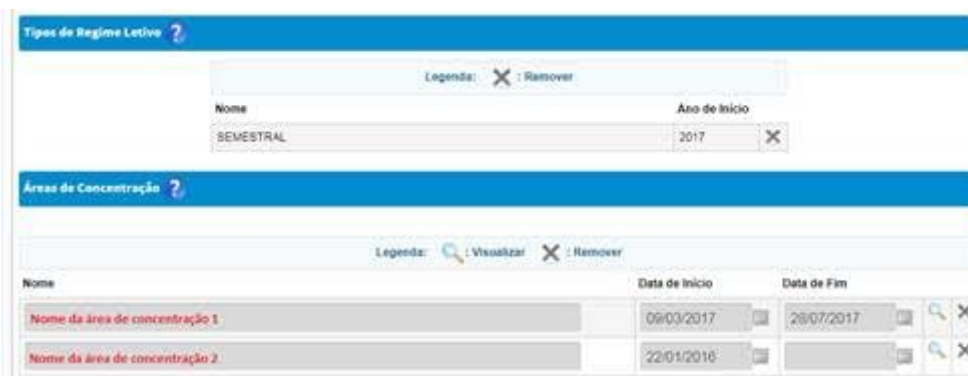 Tipos de Regime Letivo ?
Legenda: : Remover
Nome Ano de Início
SEMESTRAL 2017
Áreas de Concentração ?
Legenda: : Visualizar : Remover
Nome Data de Início Data de Fim
Nome da área de concentração 1 09/03/2017 28/07/2017
Nome da área de concentração 2 22/01/2016